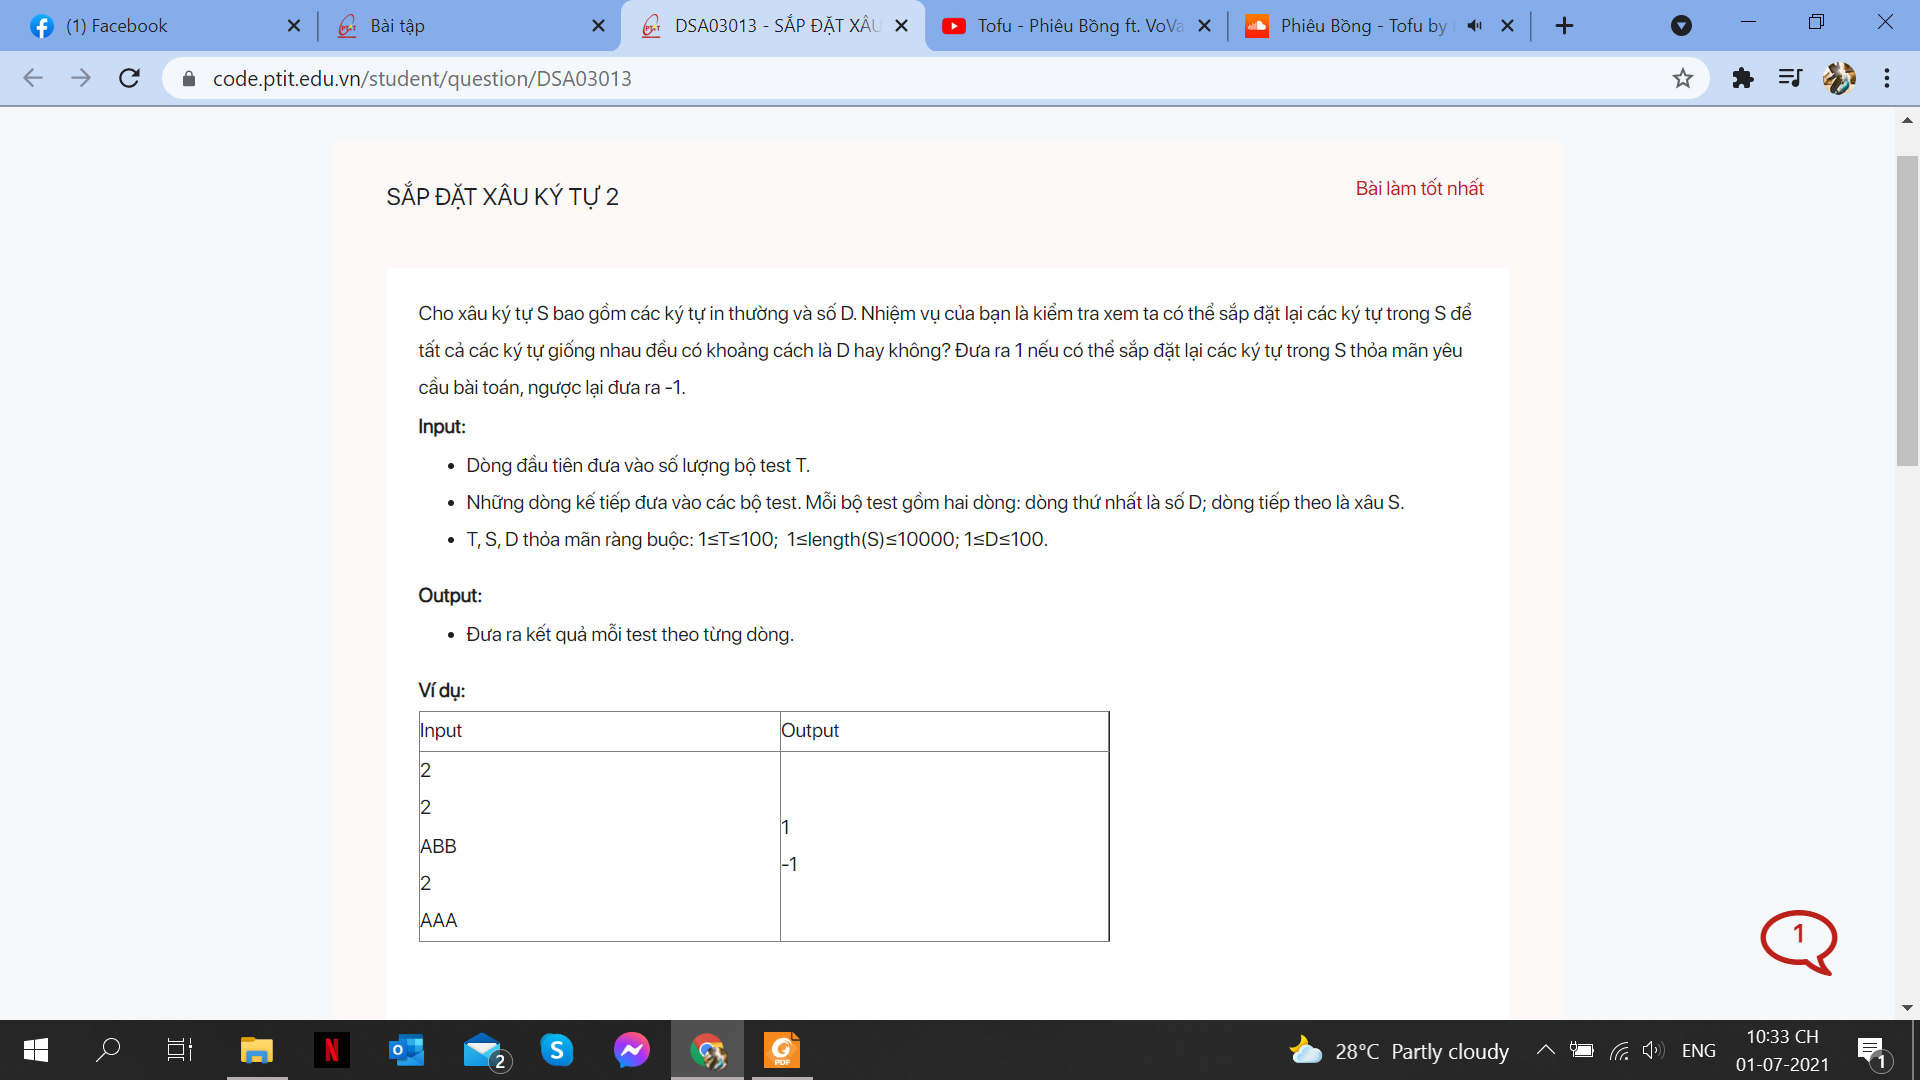 (1) Facebook
Bài tập
DSA03013 - SẮP ĐẶT XÂU
Tofu - Phiêu Bồng ft. VoVa
Phiêu Bồng - Tofu by
code.ptit.edu.vn/student/question/DSA03013
SẮP ĐẶT XÂU KÝ TỰ 2
Bài làm tốt nhất
Cho xâu ký tự S bao gồm các ký tự in thường và số D. Nhiệm vụ của bạn là kiểm tra xem ta có thể sắp đặt lại các ký tự trong S để
tất cả các ký tự giống nhau đều có khoảng cách là D hay không? Đưa ra 1 nếu có thể sắp đặt lại các ký tự trong S thỏa mãn yêu
cầu bài toán, ngược lại đưa ra -1.
Input:
• Dòng đầu tiên đưa vào số lượng bộ test T.
• Những dòng kế tiếp đưa vào các bộ test. Mỗi bộ test gồm hai dòng: dòng thứ nhất là số D; dòng tiếp theo là xâu S.
• T, S, D thỏa mãn ràng buộc: 1≤T≤100; 1≤length(S)≤10000; 1≤D≤100.
Output:
• Đưa ra kết quả mỗi test theo từng dòng.
Ví dụ:
Input
Output
2
2
ABB
2
AAA
1
-1
1
2
28°C Partly cloudy
ENG
10:33 CH
01-07-2021
1